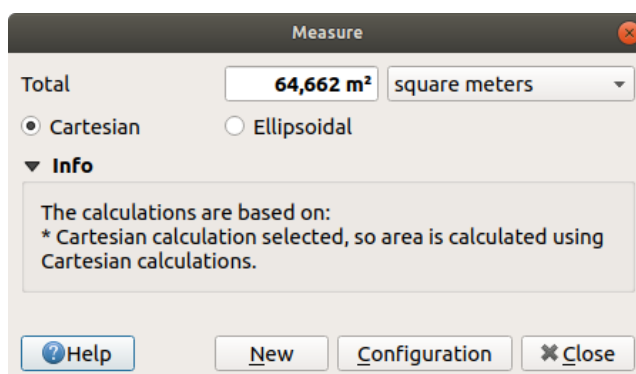 Measure
Total 64,662 m² square meters
Cartesian Ellipsoidal
Info
The calculations are based on:
* Cartesian calculation selected, so area is calculated using
Cartesian calculations.
Help New Configuration Close